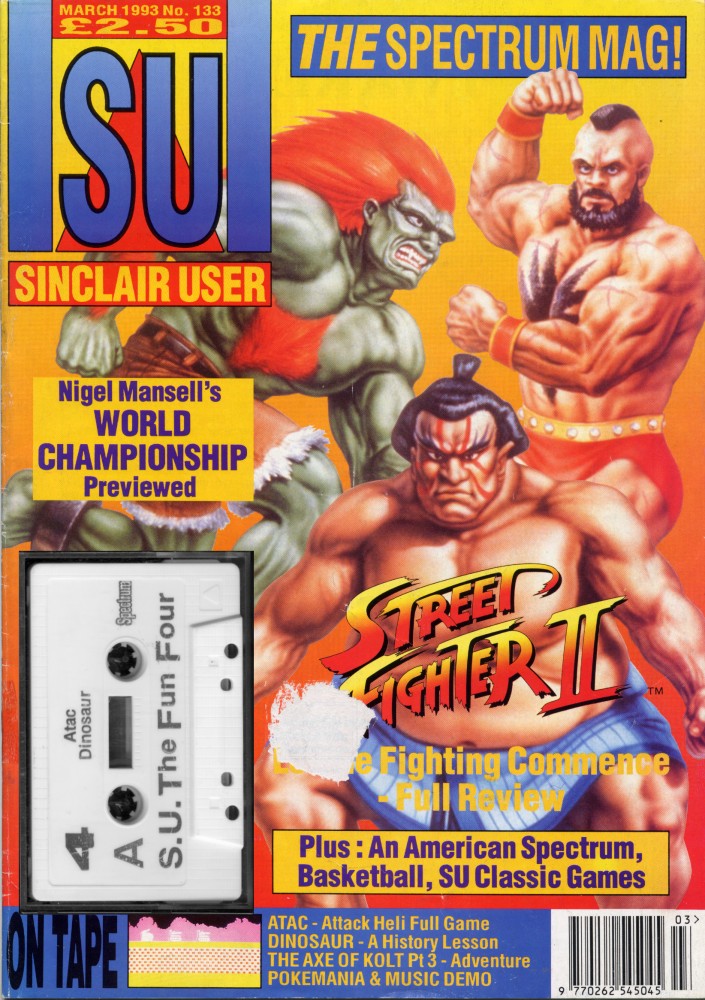 MARCH 1993 No. 133
£2.50
THE SPECTRUM MAG!
SU
SINCLAIR USER
Nigel Mansell's
WORLD
CHAMPIONSHIP
Previewed
Spectrum
Atac
Dinosaur
4
A
S.U. The Fun Four
STREET
FIGHTER II
TM
Fighting Commence
- Full Review
Plus : An American Spectrum,
Basketball, SU Classic Games
ON TAPE
ATAC - Attack Heli Full Game
DINOSAUR - A History Lesson
THE AXE OF KOLT Pt 3 - Adventure
POKEMANIA & MUSIC DEMO
03>
9 770262 545045